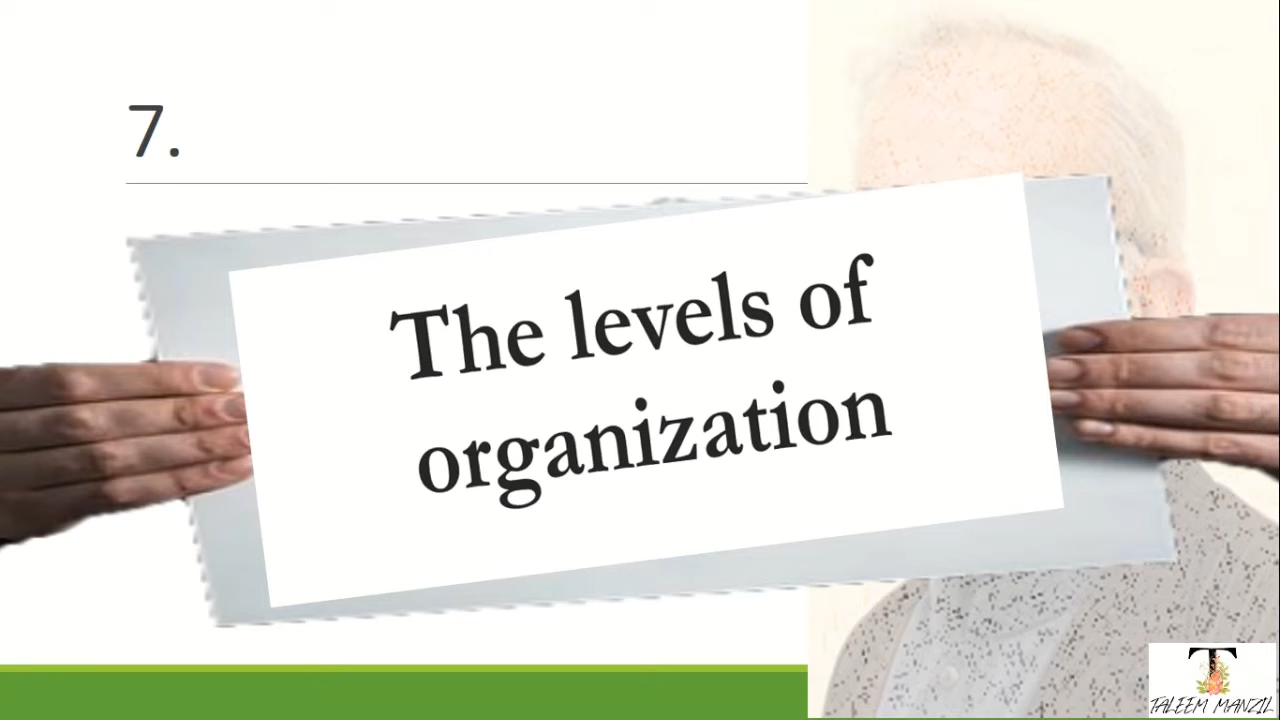 7.
The levels of
organization
T
TALEEM MANZIL